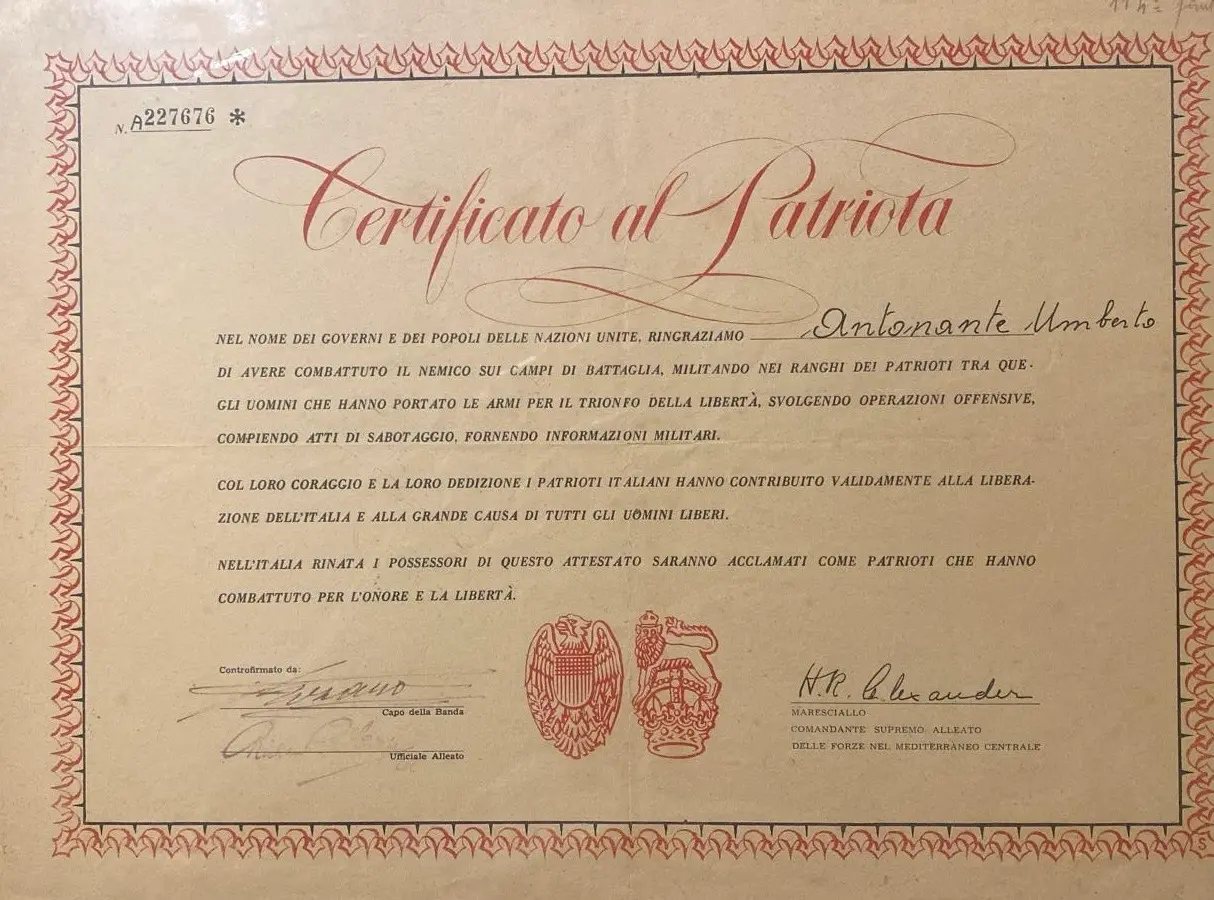 N. A227676 *
Certificato al Patriota
NEL NOME DEI GOVERNI E DEI POPOLI DELLE NAZIONI UNITE, RINGRAZIAMO Antonante Umberto
DI AVERE COMBATTUTO IL NEMICO SUI CAMPI DI BATTAGLIA, MILITANDO NEI RANGHI DEI PATRIOTI TRA QUE-
GLI UOMINI CHE HANNO PORTATO LE ARMI PER IL TRIONFO DELLA LIBERTÀ, SVOLGENDO OPERAZIONI OFFENSIVE,
COMPIENDO ATTI DI SABOTAGGIO, FORNENDO INFORMAZIONI MILITARI.
COL LORO CORAGGIO E LA LORO DEDIZIONE I PATRIOTI ITALIANI HANNO CONTRIBUITO VALIDAMENTE ALLA LIBERA-
ZIONE DELL'ITALIA E ALLA GRANDE CAUSA DI TUTTI GLI UOMINI LIBERI.
NELL'ITALIA RINATA I POSSESSORI DI QUESTO ATTESTATO SARANNO ACCLAMATI COME PATRIOTI CHE HANNO
COMBATTUTO PER L'ONORE E LA LIBERTÀ.
Controfirmato da:
Capo della Banda
Ufficiale Alleato
H.R. Alexander
MARESCIALLO
COMANDANTE SUPREMO ALLEATO
DELLE FORZE NEL MEDITERRANEO CENTRALE